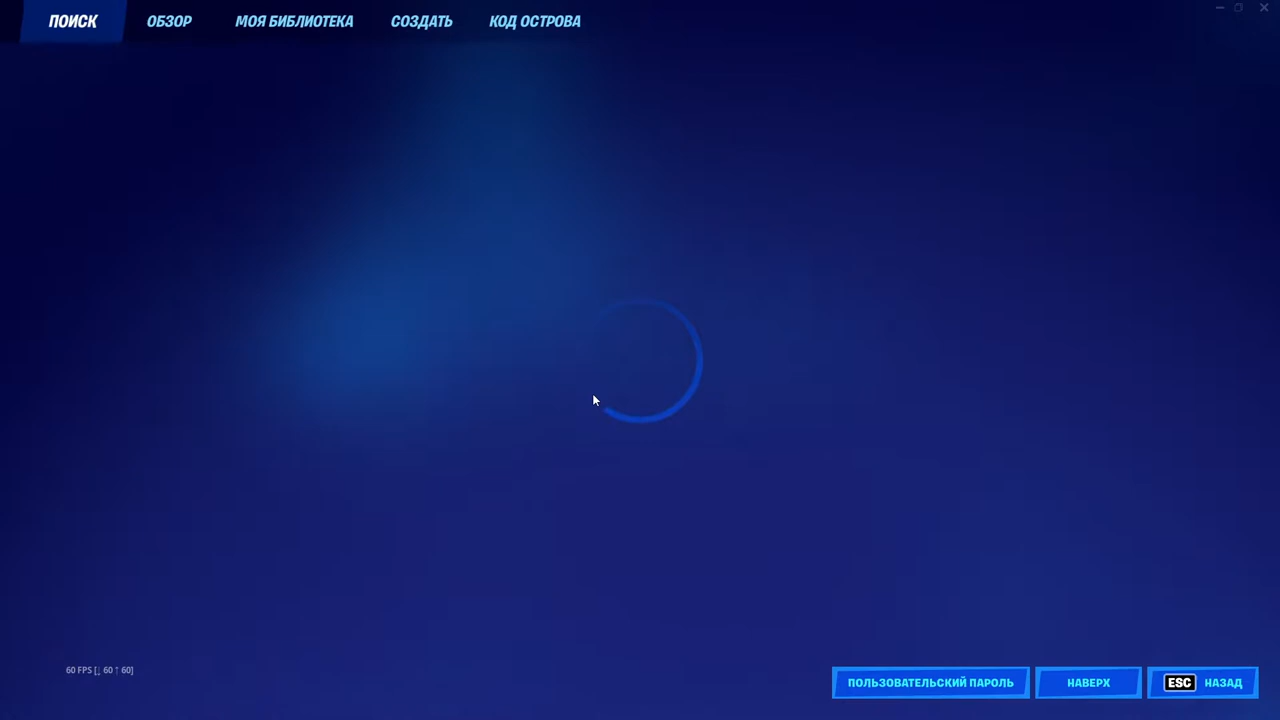 ПОИСК ОБЗОР МОЯ БИБЛИОТЕКА СОЗДАТЬ КОД ОСТРОВА
60 FPS [↓ 60 ↑ 60]
ПОЛЬЗОВАТЕЛЬСКИЙ ПАРОЛЬ НАВЕРХ ESC НАЗАД